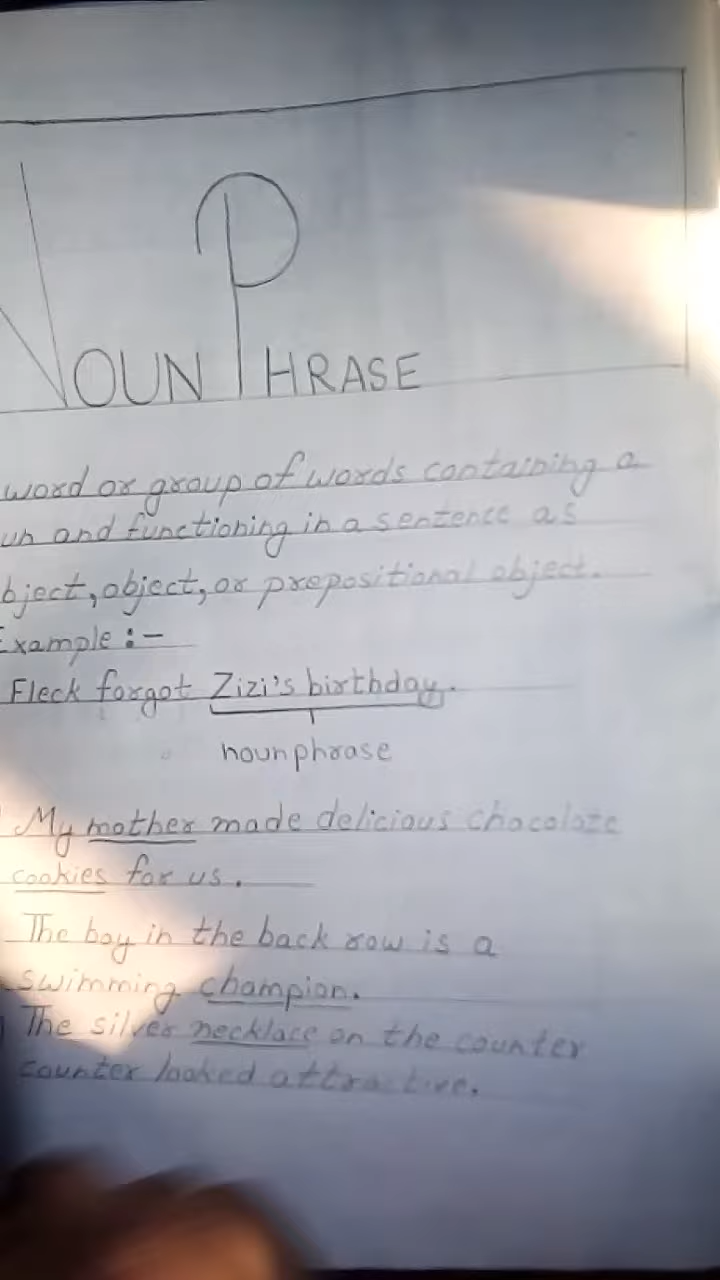 NOUN PHRASE
word or group of words containing a
un and functioning in a sentence as
bject, object, or prepositional object.
Example :-
Fleck forgot Zizi's birthday.
noun phrase
My mother made delicious chocolate
cookies for us.
The boy in the back row is a
swimming champion.
The silver necklace on the counter
counter looked attractive.